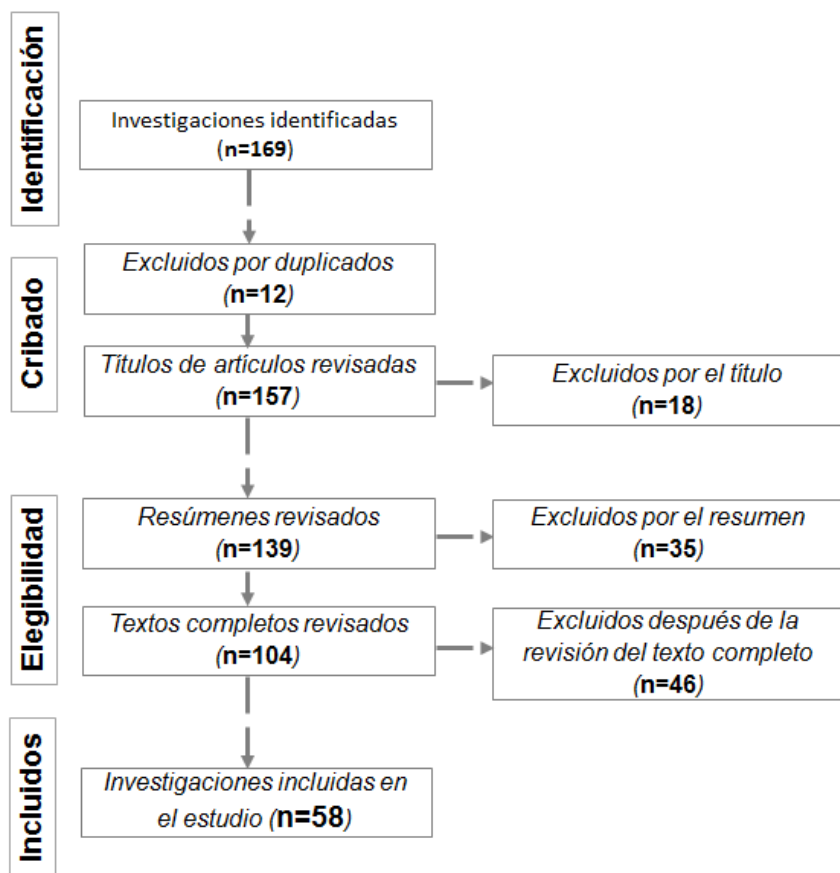 Identificación
Investigaciones identificadas
(n=169)
Cribado
Excluidos por duplicados
(n=12)
Títulos de artículos revisadas
(n=157)
Excluidos por el título
(n=18)
Elegibilidad
Resúmenes revisados
(n=139)
Excluidos por el resumen
(n=35)
Textos completos revisados
(n=104)
Excluidos después de la
revisión del texto completo
(n=46)
Incluidos
Investigaciones incluidas en
el estudio (n=58)